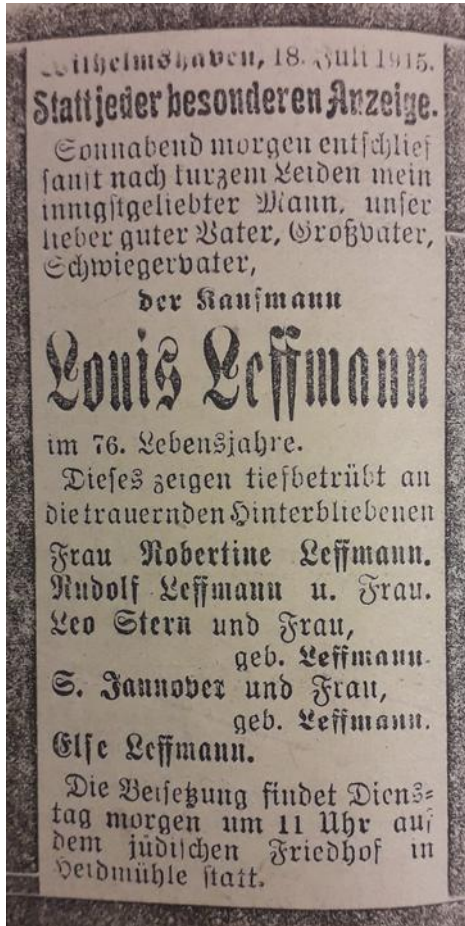 Wilhelmshaven, 18. Juli 1915.
Statt jeder besonderen Anzeige.
Sonnabend morgen entschlief
sanft nach kurzem Leiden mein
innigstgeliebter Mann, unser
lieber guter Vater, Großvater,
Schwiegervater,
der Kaufmann
Louis Leffmann
im 76. Lebensjahre.
Dieses zeigen tiefbetrübt an
die trauernden Hinterbliebenen
Frau Robertine Leffmann.
Rudolf Leffmann u. Frau.
Leo Stern und Frau,
geb. Leffmann.
S. Jannover und Frau,
geb. Leffmann.
Else Leffmann.
Die Beisetzung findet Diens-
tag morgen um 11 Uhr auf
dem jüdischen Friedhof in
Heidmühle statt.